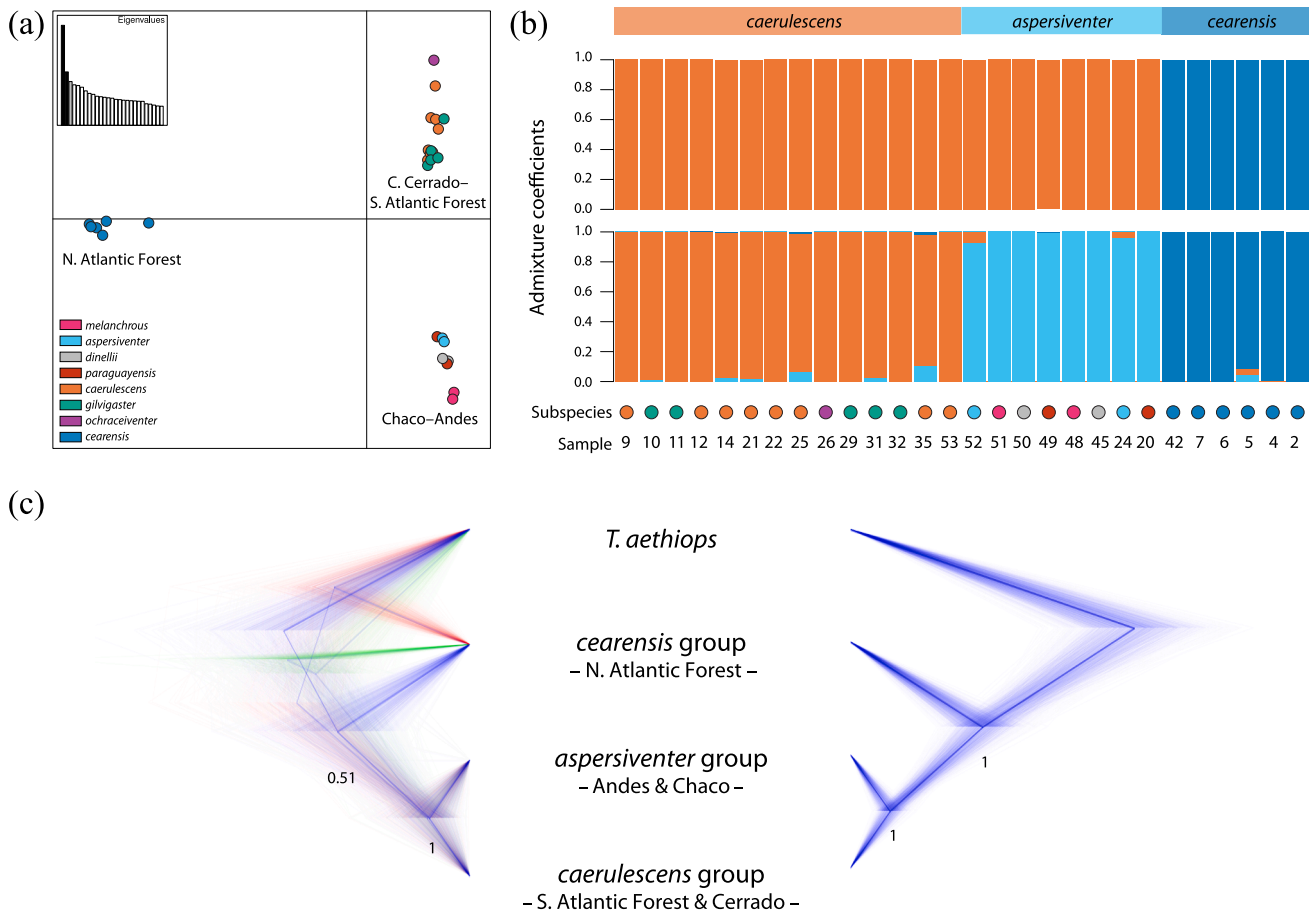 (a)
Eigenvalues
C. Cerrado–
S. Atlantic Forest
N. Atlantic Forest
melanchrous
aspersiventer
dinellii
paraguayensis
caerulescens
gilvigaster
ochraceiventer
cearensis
Chaco–Andes
(b)
caerulescens aspersiventer cearensis
Admixture coefficients
1.0
0.8
0.6
0.4
0.2
0.0
1.0
0.8
0.6
0.4
0.2
0.0
Subspecies
Sample 9 10 11 12 14 21 22 25 26 29 31 32 35 53 52 51 50 49 48 45 24 20 42 7 6 5 4 2
(c)
T. aethiops
cearensis group
– N. Atlantic Forest –
aspersiventer group
– Andes & Chaco –
caerulescens group
– S. Atlantic Forest & Cerrado –
0.51
1
1
1